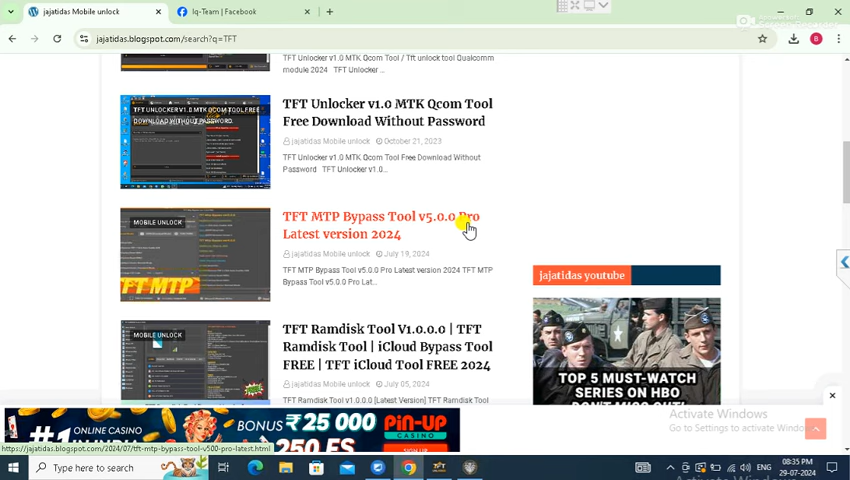 jajatidas Mobile unlock
Iq-Team | Facebook
jajatidas.blogspot.com/search?q=TFT
B
TFT Unlocker v1.0 MTK Qcom Tool / Tft unlock tool Qualcomm
module 2024 TFT Unlocker ...
TFT UNLOCKER V1.0 MTK QCOM TOOL FREE
DOWNLOAD WITHOUT PASSWORD.
TFT Unlocker v1.0 MTK Qcom Tool
Free Download Without Password
jajatidas Mobile unlock October 21, 2023
TFT Unlocker v1.0 MTK Qcom Tool Free Download Without
Password TFT Unlocker v1.0...
MOBILE UNLOCK
TFT MTP
TFT MTP Bypass Tool v5.0.0 Pro
Latest version 2024
jajatidas Mobile unlock July 19, 2024
TFT MTP Bypass Tool v5.0.0 Pro Latest version 2024 TFT MTP
Bypass Tool v5.0.0 Pro Lat...
jajatidas youtube
MOBILE UNLOCK
TFT Ramdisk Tool V1.0.0.0 | TFT
Ramdisk Tool | iCloud Bypass Tool
FREE | TFT iCloud Tool FREE 2024
jajatidas Mobile unlock July 05, 2024
TFT Ramdisk Tool v1.0.0.0 [Latest Version] TFT Ramdisk Tool
TOP 5 MUST-WATCH
SERIES ON HBO
#1 ONLINE CASINO
IN INDIA
BONUS ₹ 25 000
250 FS
PIN-UP
CASINO
SIGN UP
Activate Windows
Go to Settings to activate Windo
https://jajatidas.blogspot.com/2024/07/tft-mtp-bypass-tool-v500-pro-latest.html
Type here to search
ENG
08:35 PM
29-07-2024